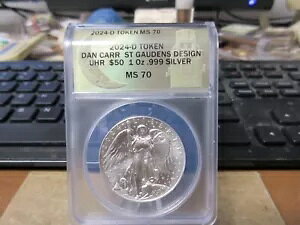 2024-D TOKEN MS 70
2024-D TOKEN
DAN CARR ST GAUDENS DESIGN
UHR $50 1 Oz .999 SILVER
MS 70